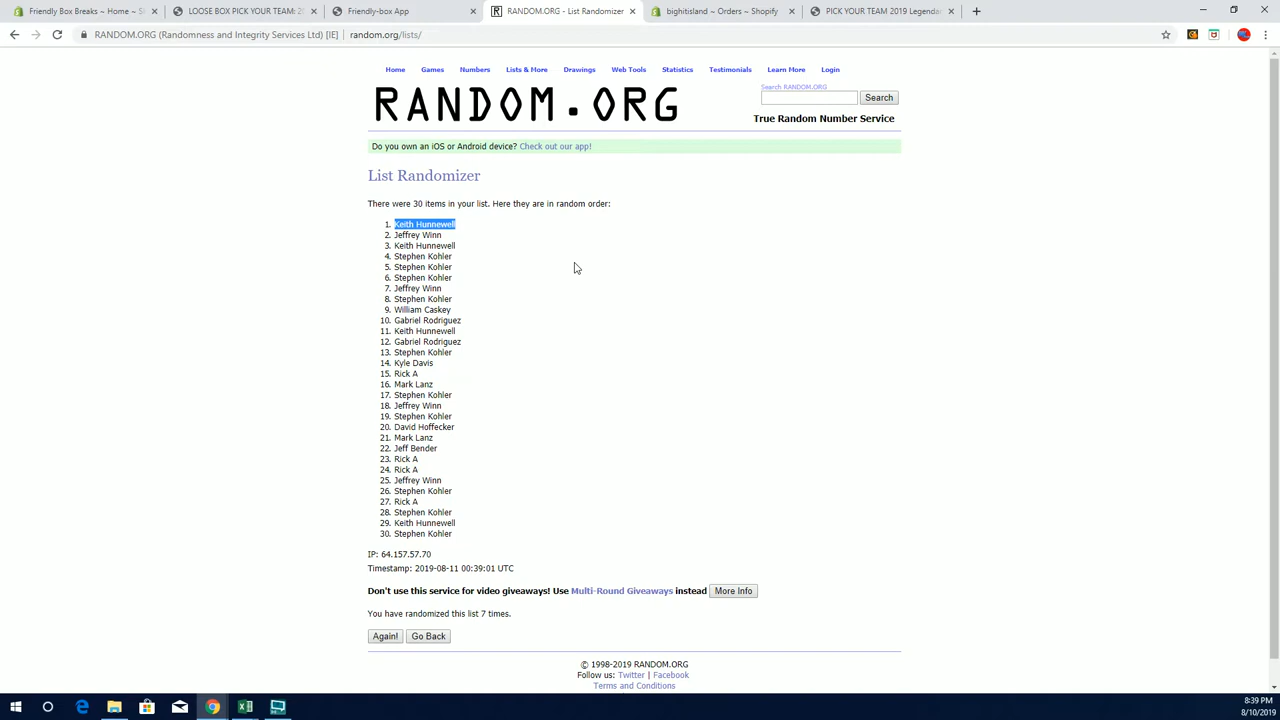 Friendly Box Breaks ~ Home ~ S
LOOSE BOX PICK YOUR TEAM: 20
Friendly-box App
RANDOM.ORG - List Randomizer
bighitisland ~ Orders ~ Shopify
PICK YOUR TEAM 2019 Legendar
RANDOM.ORG (Randomness and Integrity Services Ltd) [IE] | random.org/lists/
Home Games Numbers Lists & More Drawings Web Tools Statistics Testimonials Learn More Login
RANDOM.ORG
Search RANDOM.ORG
Search
True Random Number Service
Do you own an iOS or Android device? Check out our app!
List Randomizer
There were 30 items in your list. Here they are in random order:
1. Keith Hunnewell
2. Jeffrey Winn
3. Keith Hunnewell
4. Stephen Kohler
5. Stephen Kohler
6. Stephen Kohler
7. Jeffrey Winn
8. Stephen Kohler
9. William Caskey
10. Gabriel Rodriguez
11. Keith Hunnewell
12. Gabriel Rodriguez
13. Stephen Kohler
14. Kyle Davis
15. Rick A
16. Mark Lanz
17. Stephen Kohler
18. Jeffrey Winn
19. Stephen Kohler
20. David Hoffecker
21. Mark Lanz
22. Jeff Bender
23. Rick A
24. Rick A
25. Jeffrey Winn
26. Stephen Kohler
27. Rick A
28. Stephen Kohler
29. Keith Hunnewell
30. Stephen Kohler
IP: 64.157.57.70
Timestamp: 2019-08-11 00:39:01 UTC
Don't use this service for video giveaways! Use Multi-Round Giveaways instead More Info
You have randomized this list 7 times.
Again! Go Back
© 1998-2019 RANDOM.ORG
Follow us: Twitter | Facebook
Terms and Conditions
8:39 PM
8/10/2019